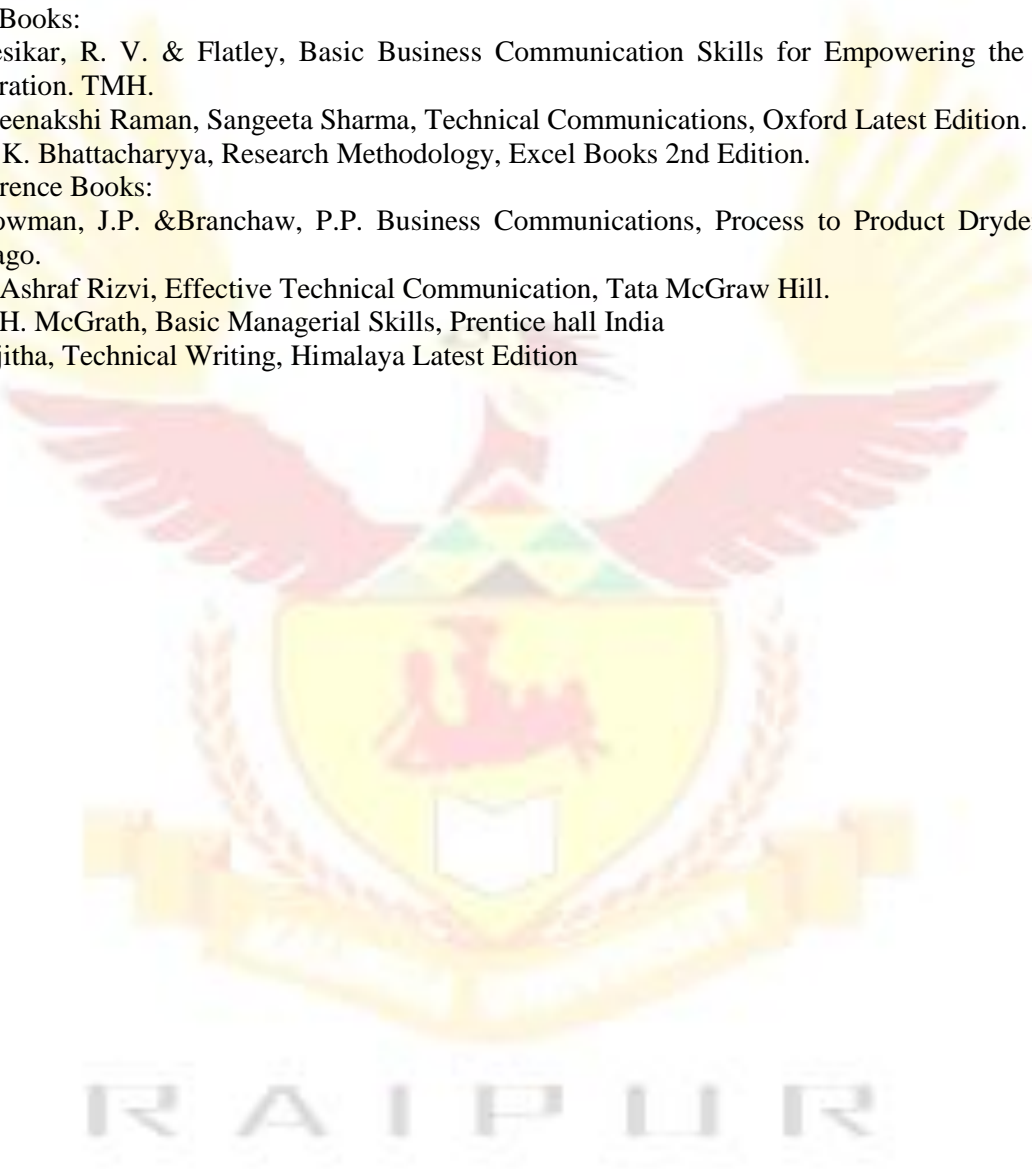 Books:
esikar, R. V. & Flatley, Basic Business Communication Skills for Empowering the
ration. TMH.
eenakshi Raman, Sangeeta Sharma, Technical Communications, Oxford Latest Edition.
K. Bhattacharyya, Research Methodology, Excel Books 2nd Edition.
rence Books:
owman, J.P. &Branchaw, P.P. Business Communications, Process to Product Dryde
ago.
Ashraf Rizvi, Effective Technical Communication, Tata McGraw Hill.
H. McGrath, Basic Managerial Skills, Prentice hall India
jitha, Technical Writing, Himalaya Latest Edition
RAIPUR